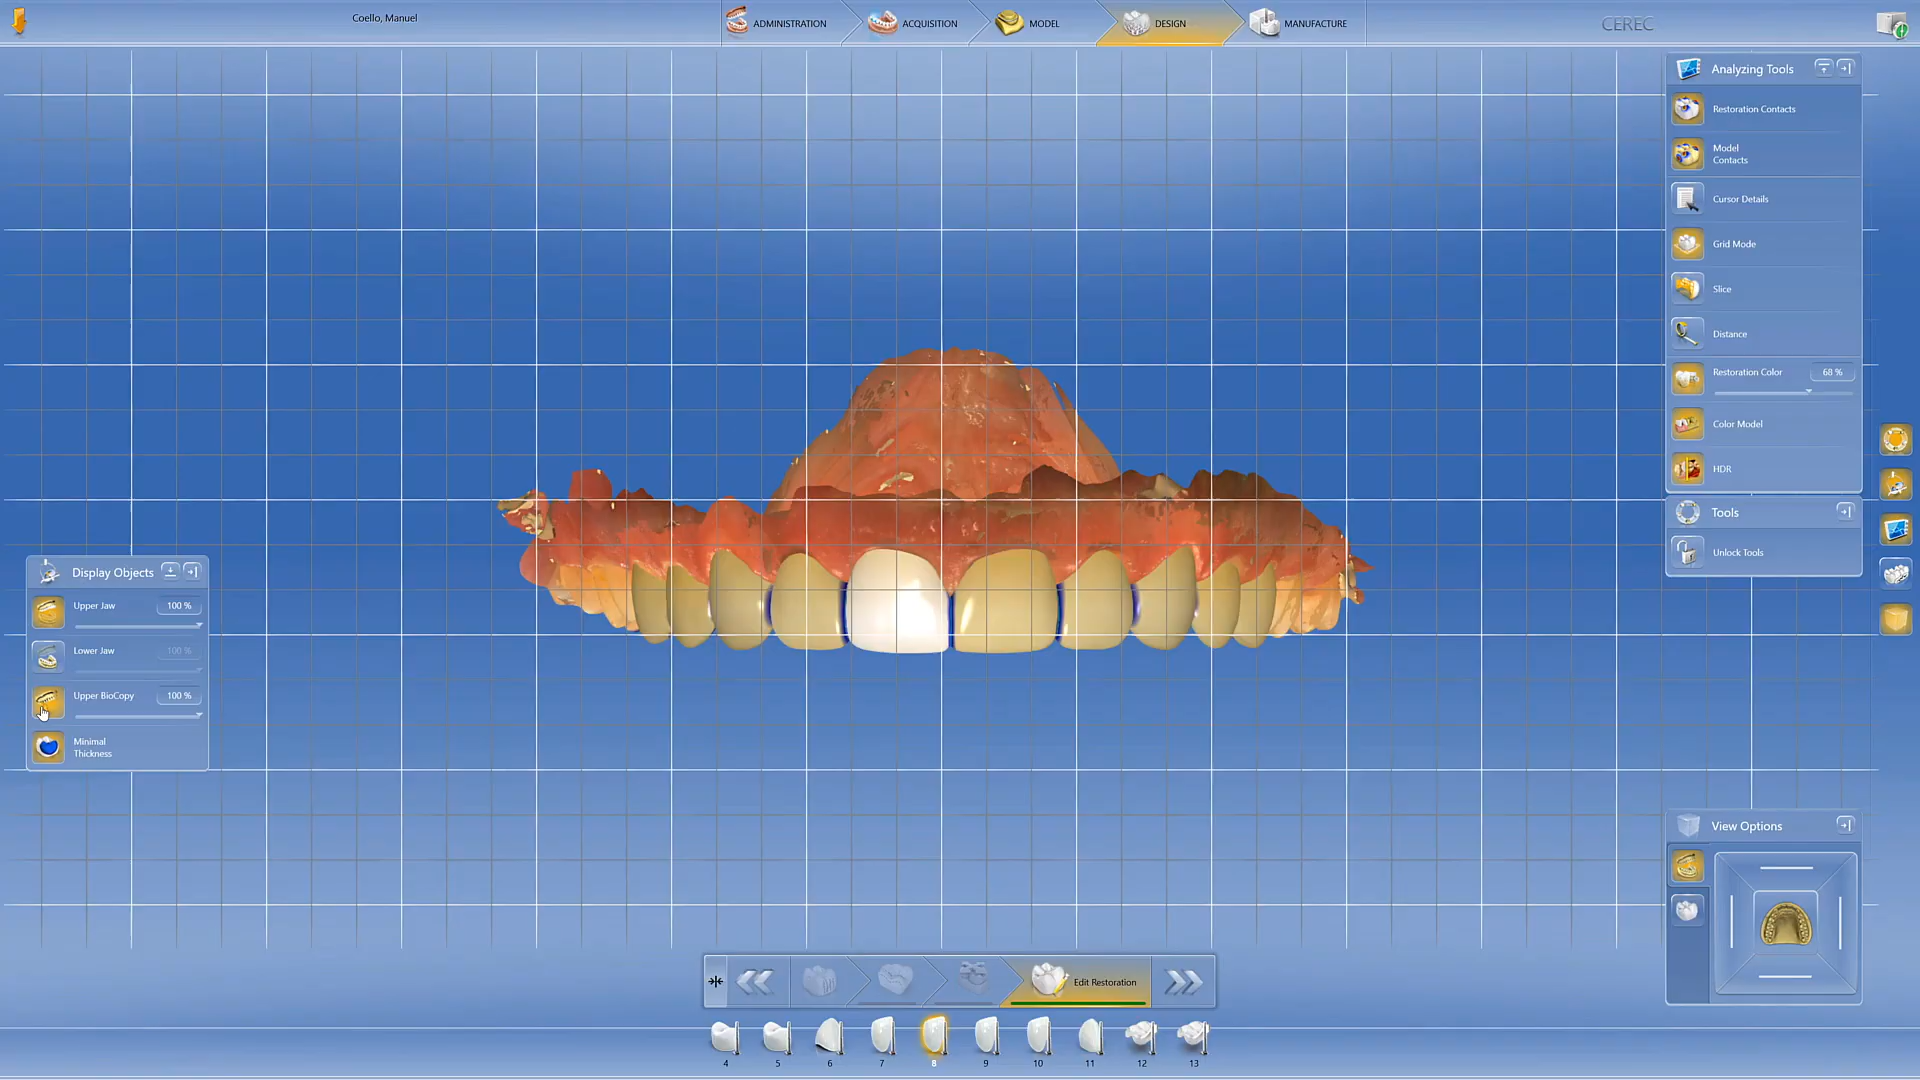 Coello, Manuel
ADMINISTRATION
ACQUISITION
MODEL
DESIGN
MANUFACTURE
CEREC
Analyzing Tools
Restoration Contacts
Model
Contacts
Cursor Details
Grid Mode
Slice
Distance
Restoration Color 68 %
Color Model
HDR
Tools
Unlock Tools
Display Objects
Upper Jaw 100 %
Lower Jaw 100 %
Upper BioCopy 100 %
Minimal
Thickness
View Options
Edit Restoration
4 5 6 7 8 9 10 11 12 13